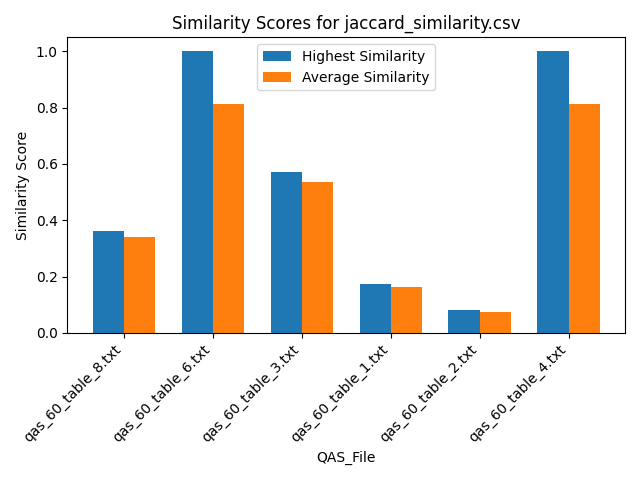 Similarity Scores for jaccard_similarity.csv
Highest Similarity
Average Similarity
Similarity Score
1.0
0.8
0.6
0.4
0.2
0.0
qas_60_table_8.txt
qas_60_table_6.txt
qas_60_table_3.txt
qas_60_table_1.txt
qas_60_table_2.txt
qas_60_table_4.txt
QAS_File